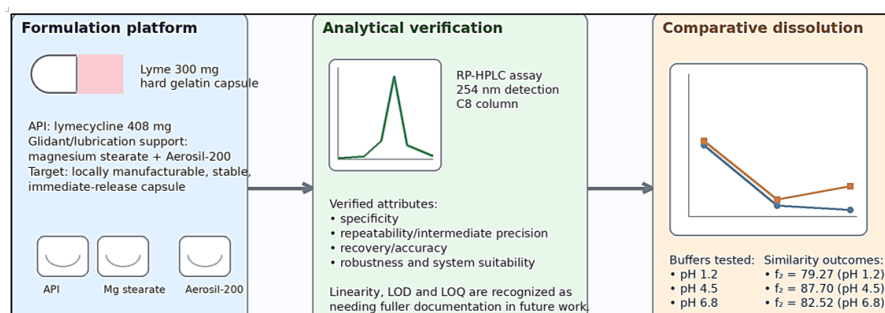 Formulation platform
Lyme 300 mg
hard gelatin capsule
API: lymecycline 408 mg
Glidant/lubrication support:
magnesium stearate + Aerosil-200
Target: locally manufacturable, stable,
immediate-release capsule
API
Mg stearate
Aerosil-200
Analytical verification
RP-HPLC assay
254 nm detection
C8 column
Verified attributes:
• specificity
• repeatability/intermediate precision
• recovery/accuracy
• robustness and system suitability
Linearity, LOD and LOQ are recognized as
needing fuller documentation in future work.
Comparative dissolution
Buffers tested:
• pH 1.2
• pH 4.5
• pH 6.8
Similarity outcomes:
• f₂ = 79.27 (pH 1.2)
• f₂ = 87.70 (pH 4.5)
• f₂ = 82.52 (pH 6.8)